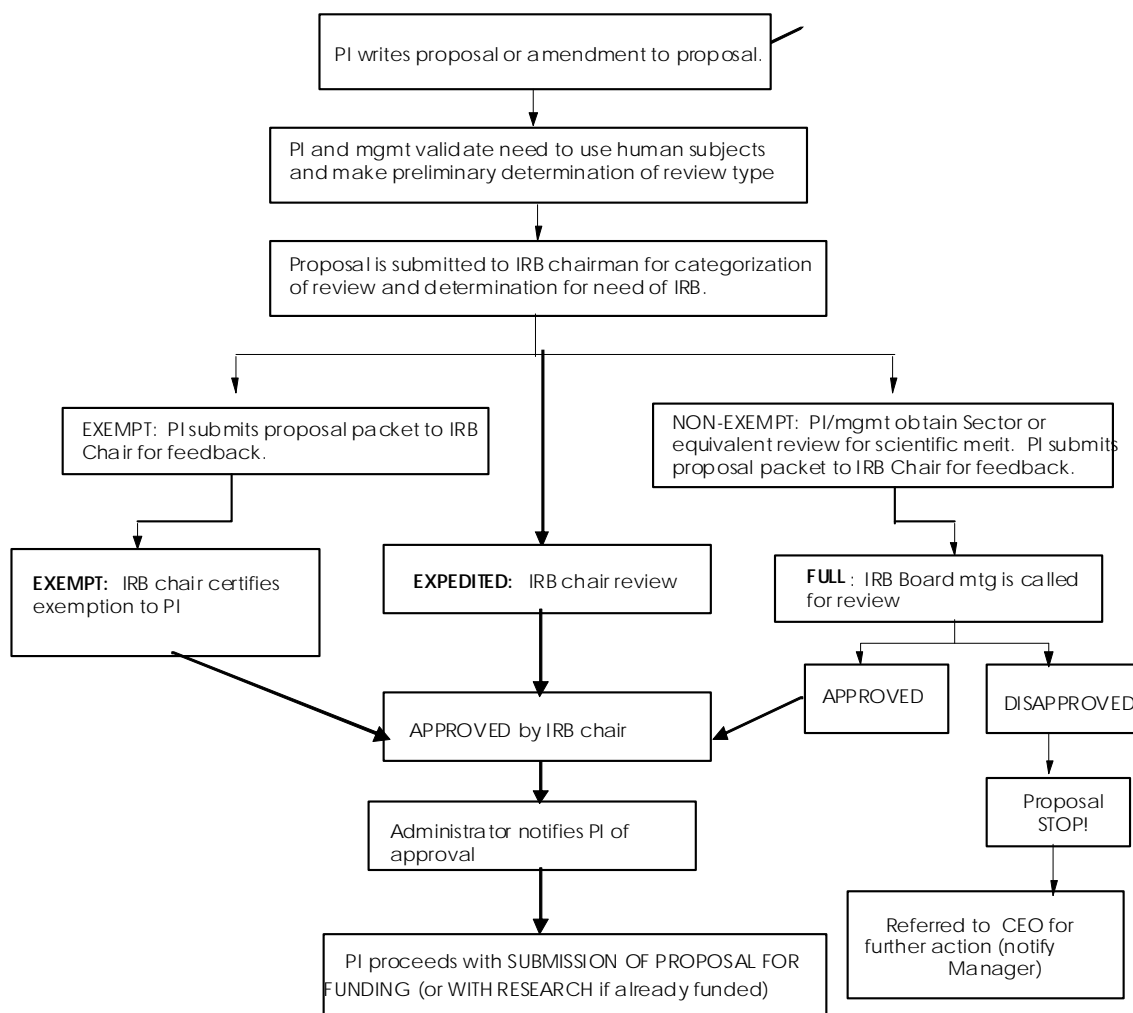 PI writes proposal or amendment to proposal.
PI and mgmt validate need to use human subjects
and make preliminary determination of review type
Proposal is submitted to IRB chairman for categorization
of review and determination for need of IRB.
EXEMPT: PI submits proposal packet to IRB
Chair for feedback.
NON-EXEMPT: PI/mgmt obtain Sector or
equivalent review for scientific merit. PI submits
proposal packet to IRB Chair for feedback.
EXEMPT: IRB chair certifies
exemption to PI
EXPEDITED: IRB chair review
FULL : IRB Board mtg is called
for review
APPROVED
DISAPPROVED
APPROVED by IRB chair
Proposal
STOP!
Administrator notifies PI of
approval
Referred to CEO for
further action (notify
Manager)
PI proceeds with SUBMISSION OF PROPOSAL FOR
FUNDING (or WITH RESEARCH if already funded)